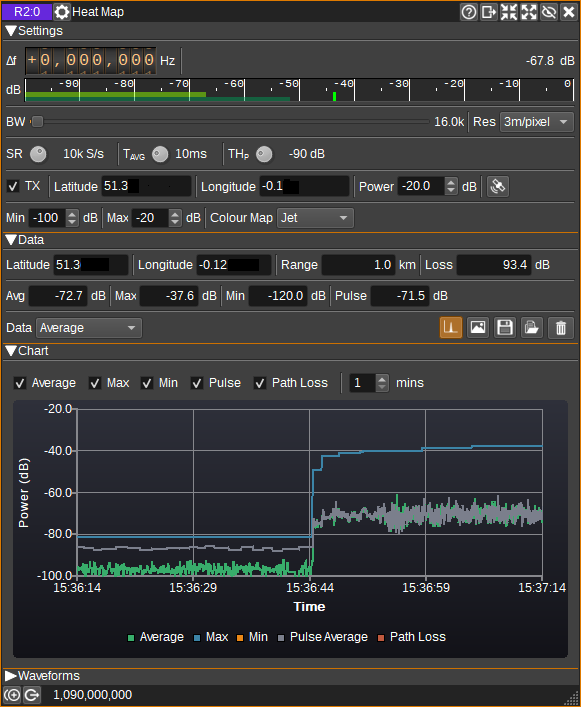 R2:0 Heat Map
Settings
Δf +0,000,000 Hz -67.8 dB
dB -90 -80 -70 -60 -50 -40 -30 -20 -10 0
BW 16.0k Res 3m/pixel
SR 10k S/s TAVG 10ms THP -90 dB
TX Latitude 51.3 Longitude -0.1 Power -20.0 dB
Min -100 dB Max -20 dB Colour Map Jet
Data
Latitude 51.3 Longitude -0.12 Range 1.0 km Loss 93.4 dB
Avg -72.7 dB Max -37.6 dB Min -120.0 dB Pulse -71.5 dB
Data Average
Chart
Average Max Min Pulse Path Loss 1 mins
-20.0
-40.0
-60.0
-80.0
-100.0
Power (dB)
15:36:14 15:36:29 15:36:44 15:36:59 15:37:14
Time
Average Max Min Pulse Average Path Loss
Waveforms
1,090,000,000